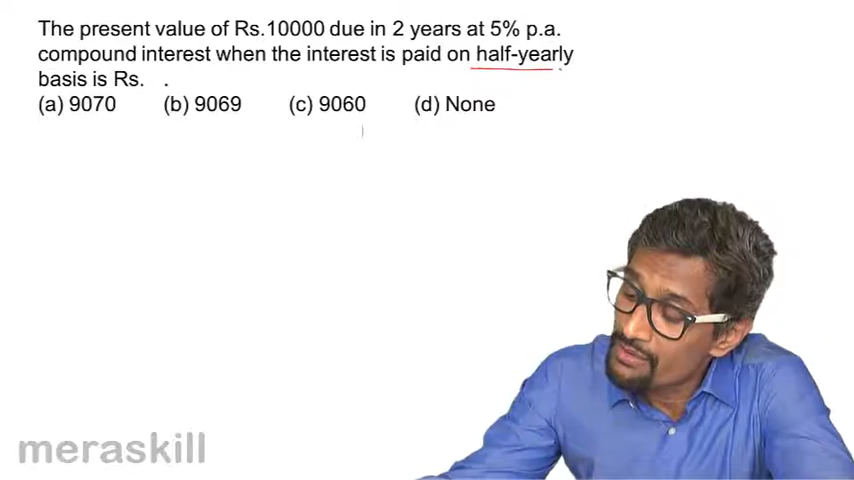 The present value of Rs.10000 due in 2 years at 5% p.a.
compound interest when the interest is paid on half-yearly
basis is Rs.   .
(a) 9070 (b) 9069 (c) 9060 (d) None
meraskill